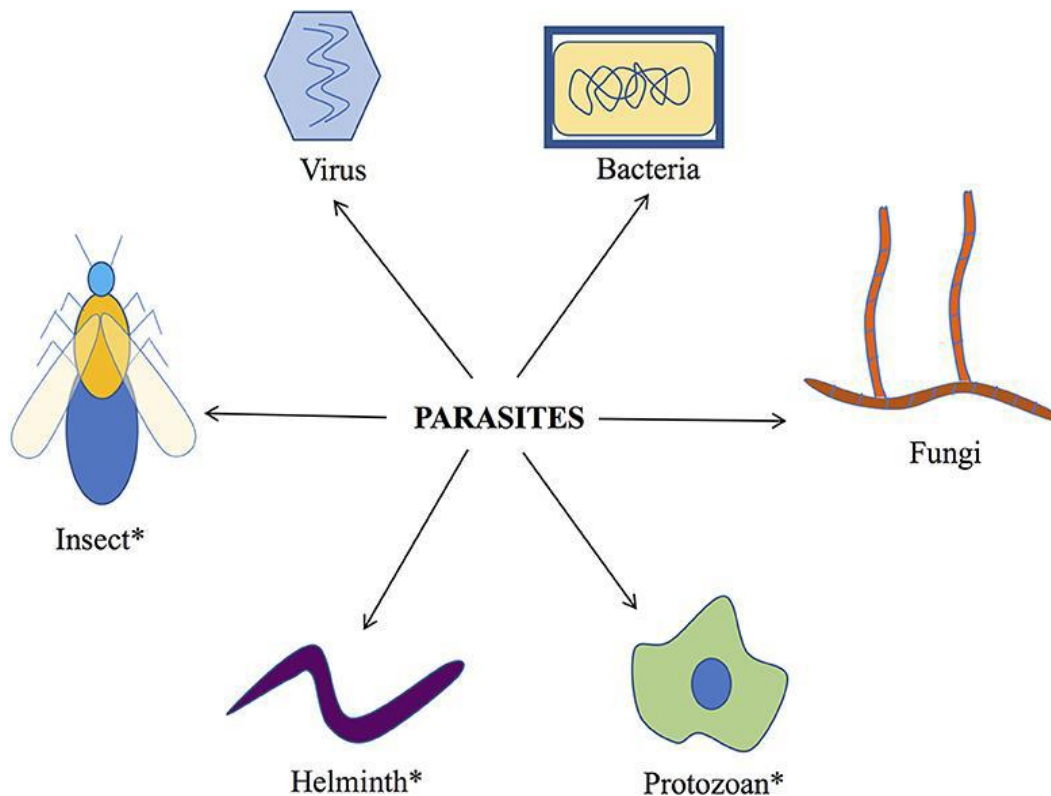 Virus
Bacteria
PARASITES
Fungi
Insect*
Helminth*
Protozoan*